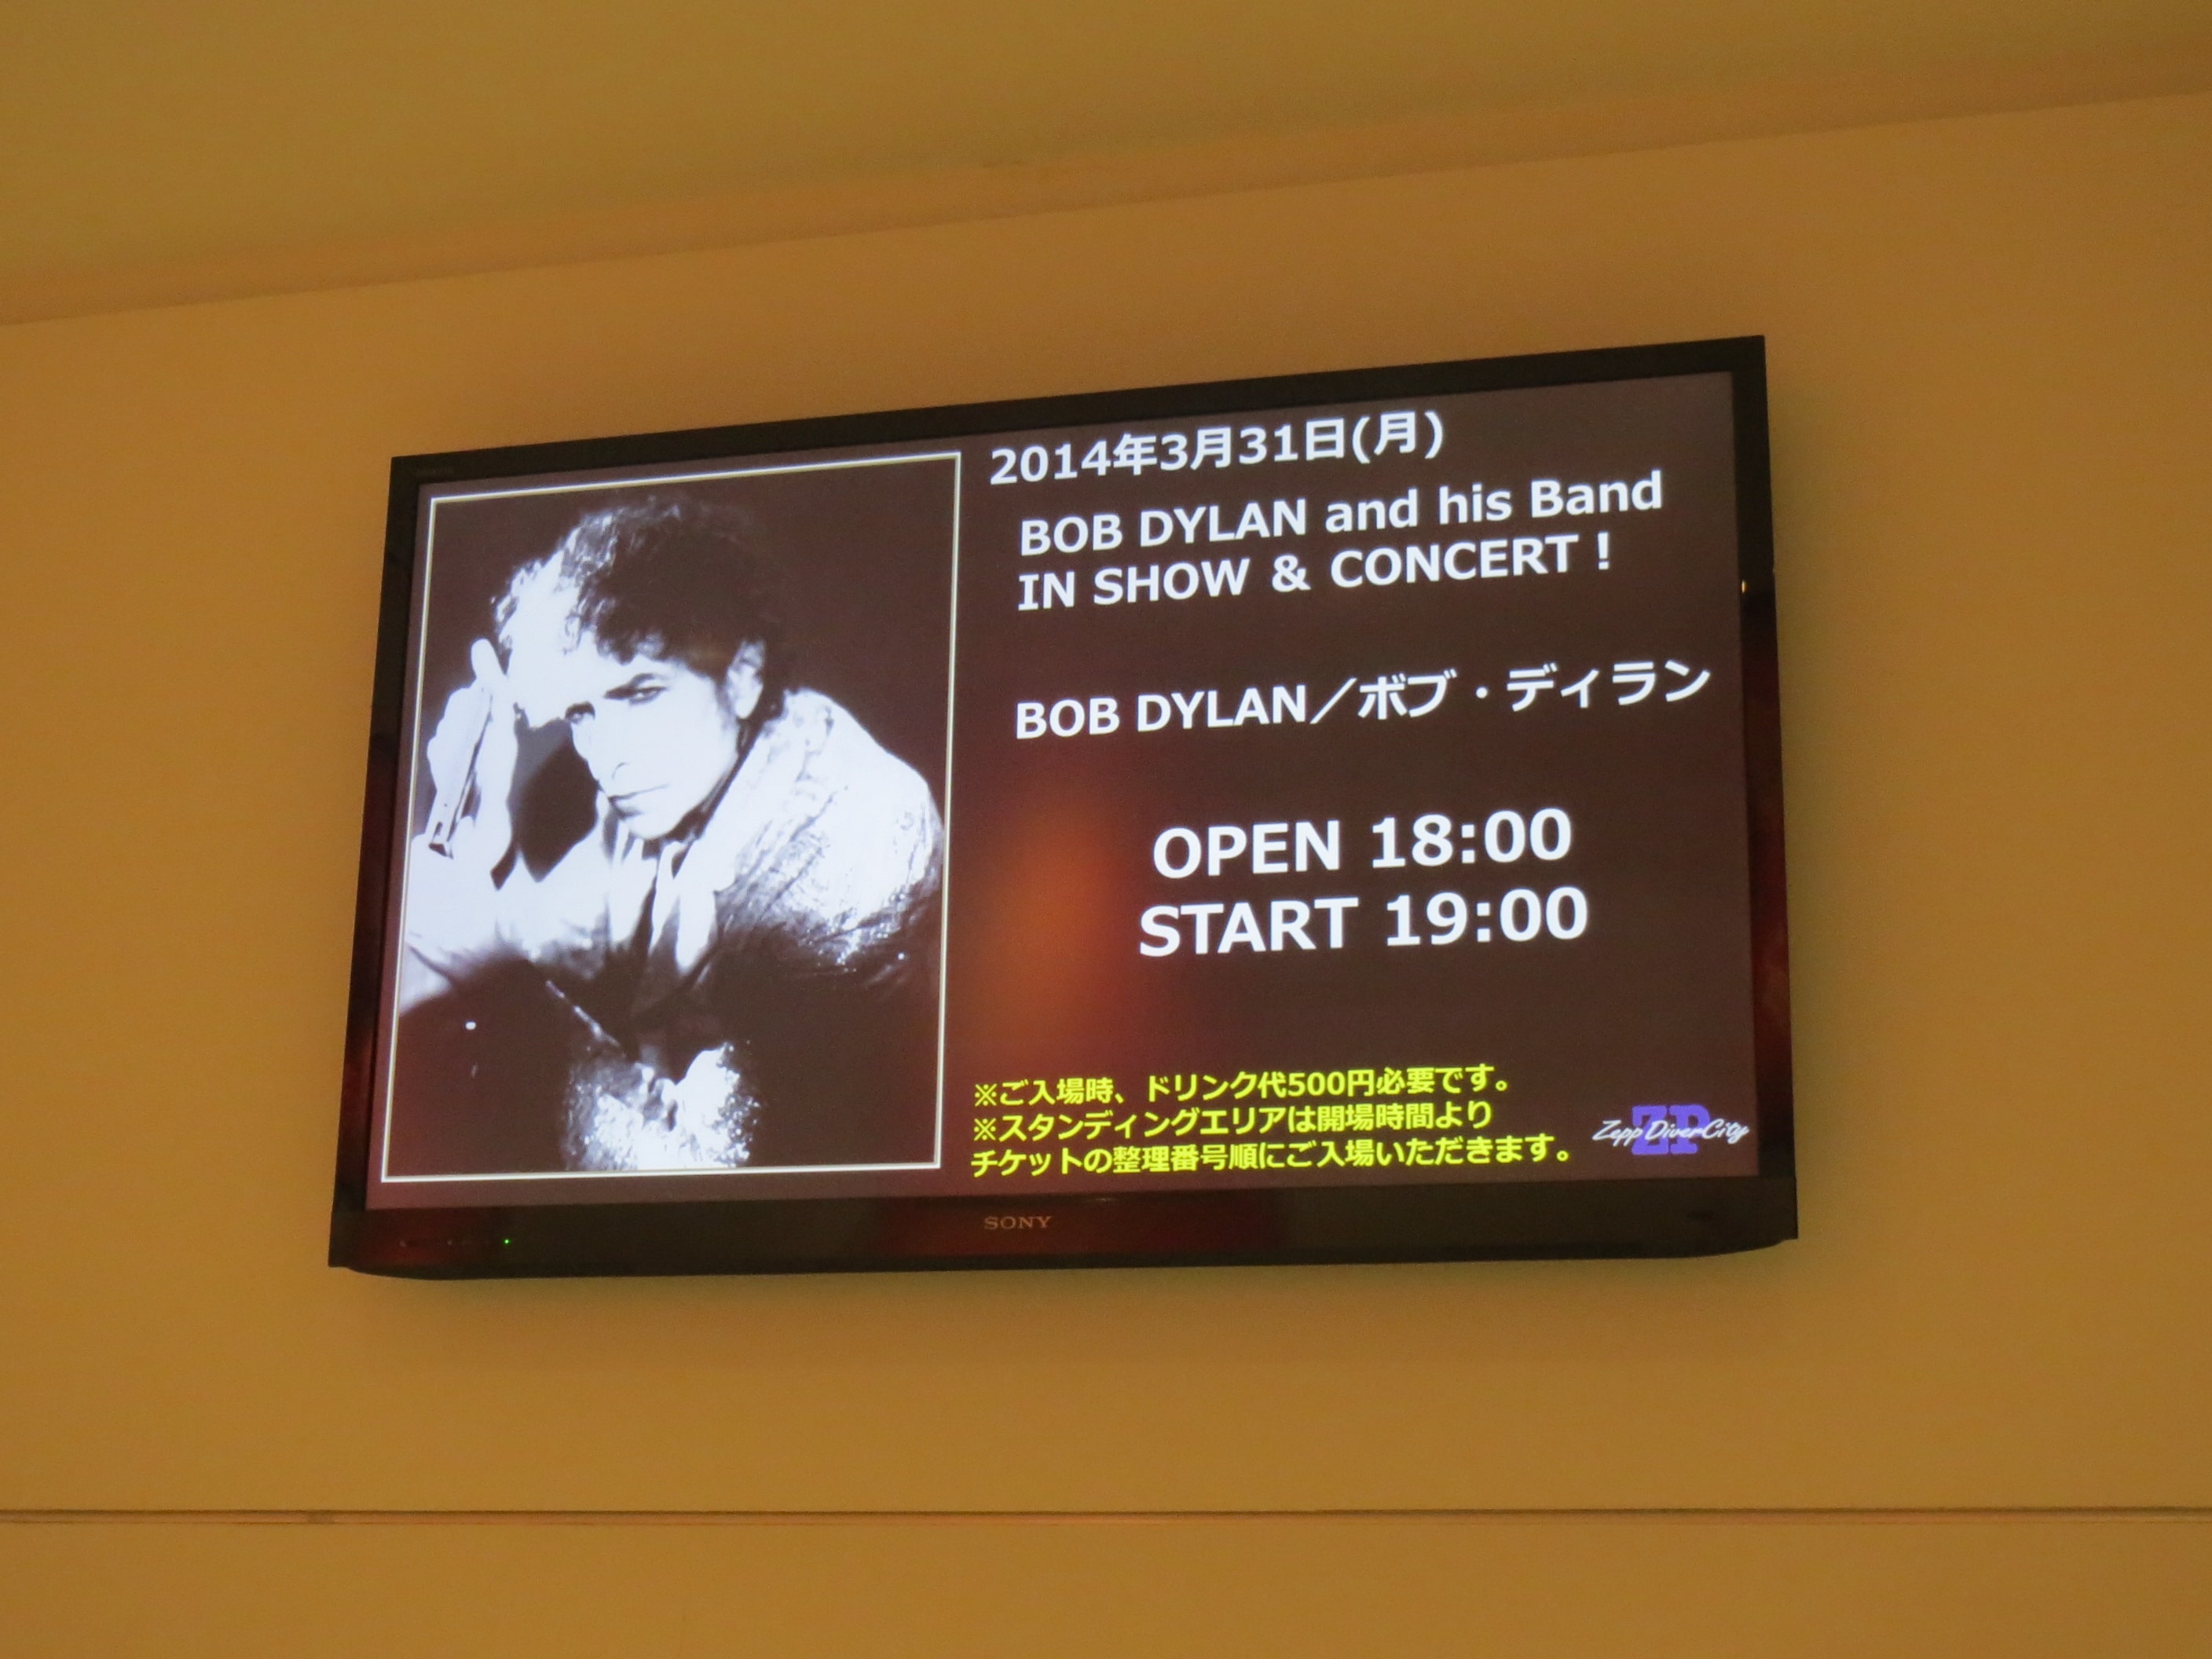 2014年3月31日(月)
BOB DYLAN and his Band
IN SHOW & CONCERT！
BOB DYLAN／ボブ・ディラン
OPEN 18:00
START 19:00
※ご入場時、ドリンク代500円必要です。
※スタンディングエリアは開場時間より
チケットの整理番号順にご入場いただきます。
ZP
Zepp DiverCity
SONY